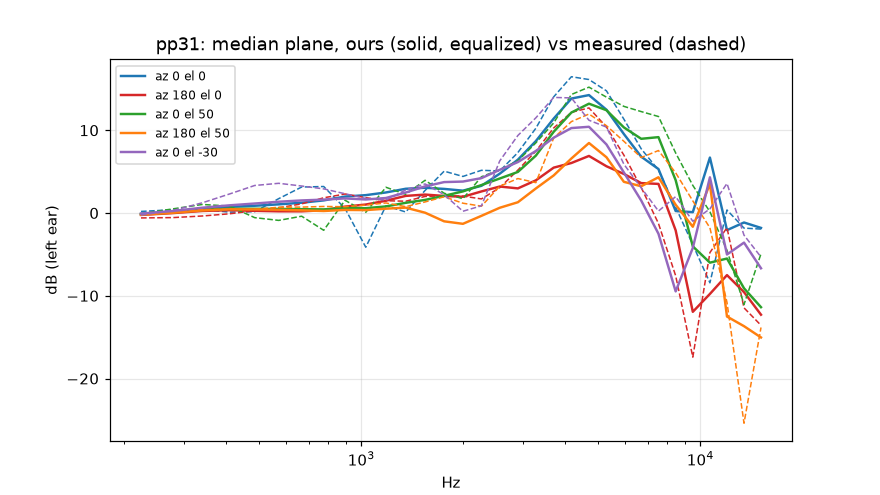 pp31: median plane, ours (solid, equalized) vs measured (dashed)
az 0 el 0
az 180 el 0
az 0 el 50
az 180 el 50
az 0 el -30
10
0
−10
−20
dB (left ear)
10³
10⁴
Hz